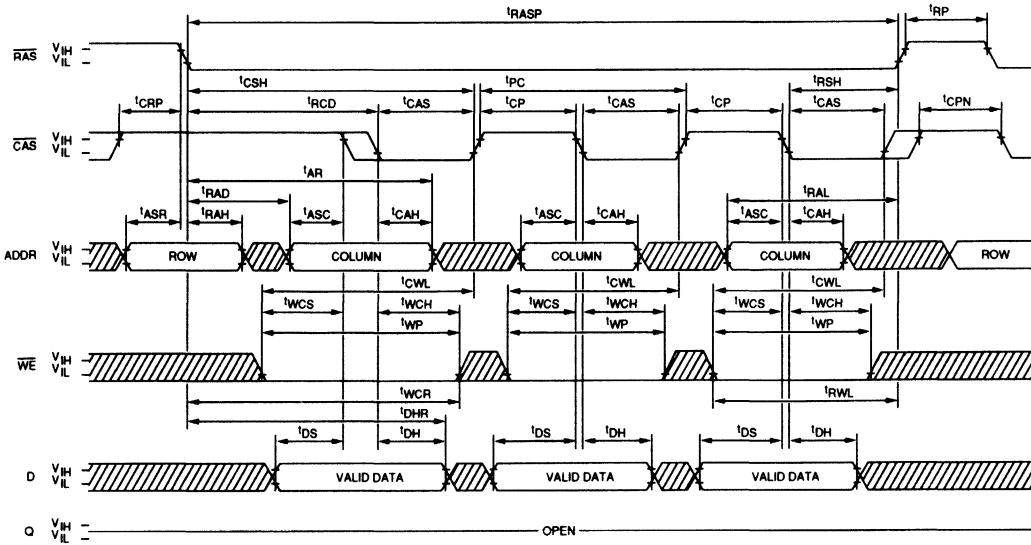 tRASP tRP
RAS VIH
VIL
tCSH tPC tRSH
tCRP tRCD tCAS tCP tCAS tCP tCAS tCPN
CAS VIH
VIL
tAR
tRAD tRAL
tASR tRAH tASC tCAH tASC tCAH tASC tCAH
ADDR VIH
VIL
ROW COLUMN COLUMN COLUMN ROW
tCWL tCWL tCWL
tWCS tWCH tWCS tWCH tWCS tWCH
tWP tWP tWP
WE VIH
VIL
tWCR tRWL
tDHR
tDS tDH tDS tDH tDS tDH
D VIH
VIL
VALID DATA VALID DATA VALID DATA
Q VIH
VIL
OPEN